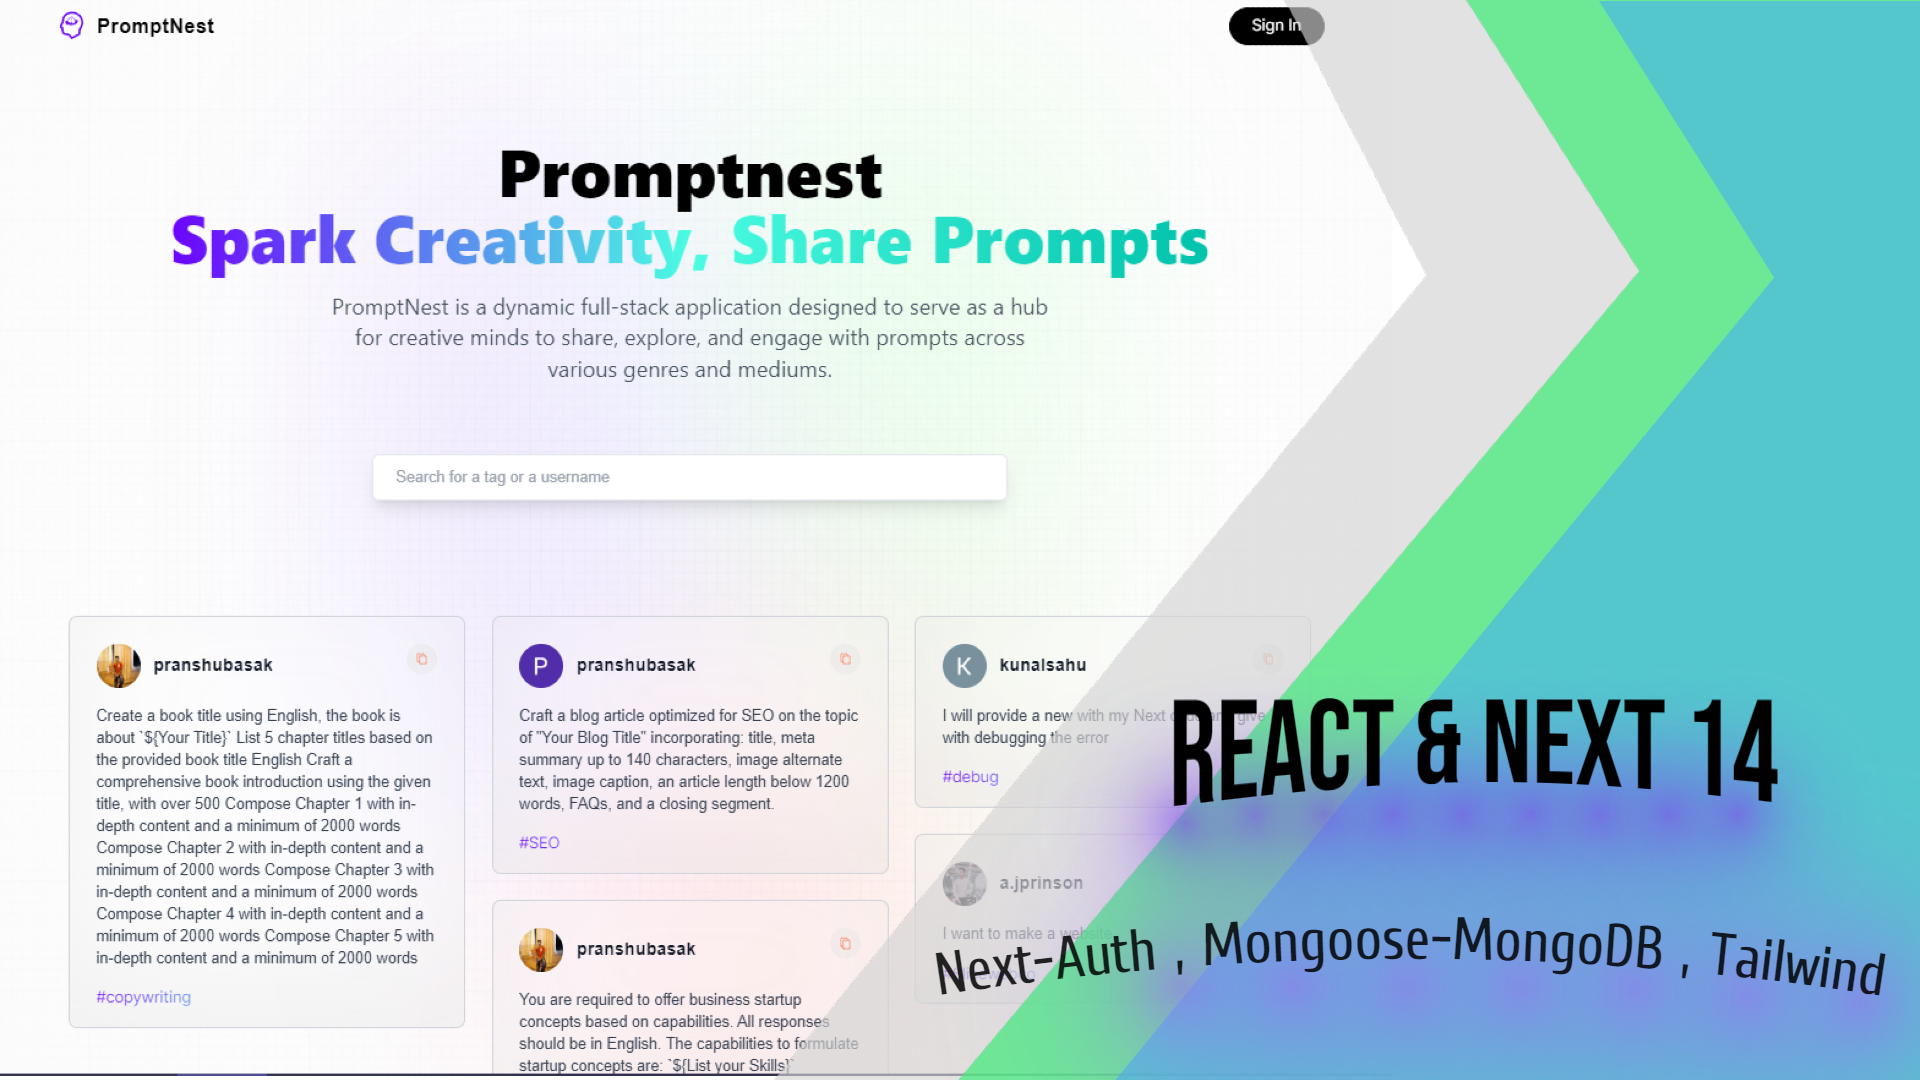 PromptNest
Sign In
Promptnest
Spark Creativity, Share Prompts
PromptNest is a dynamic full-stack application designed to serve as a hub
for creative minds to share, explore, and engage with prompts across
various genres and mediums.
Search for a tag or a username
pranshubasak
Create a book title using English, the book is
about `${Your Title}` List 5 chapter titles based on
the provided book title English Craft a
comprehensive book introduction using the given
title, with over 500 Compose Chapter 1 with in-
depth content and a minimum of 2000 words
Compose Chapter 2 with in-depth content and a
minimum of 2000 words Compose Chapter 3 with
in-depth content and a minimum of 2000 words
Compose Chapter 4 with in-depth content and a
minimum of 2000 words Compose Chapter 5 with
in-depth content and a minimum of 2000 words
#copywriting
P
pranshubasak
Craft a blog article optimized for SEO on the topic
of "Your Blog Title" incorporating: title, meta
summary up to 140 characters, image alternate
text, image caption, an article length below 1200
words, FAQs, and a closing segment.
#SEO
pranshubasak
You are required to offer business startup
concepts based on capabilities. All responses
should be in English. The capabilities to formulate
startup concepts are: `${List your Skills}`
K
kunalsahu
I will provide a new with my Next give
with debugging the error
#debug
a.jprinson
I want to make a website
REACT & NEXT 14
Next-Auth , Mongoose-MongoDB , Tailwind